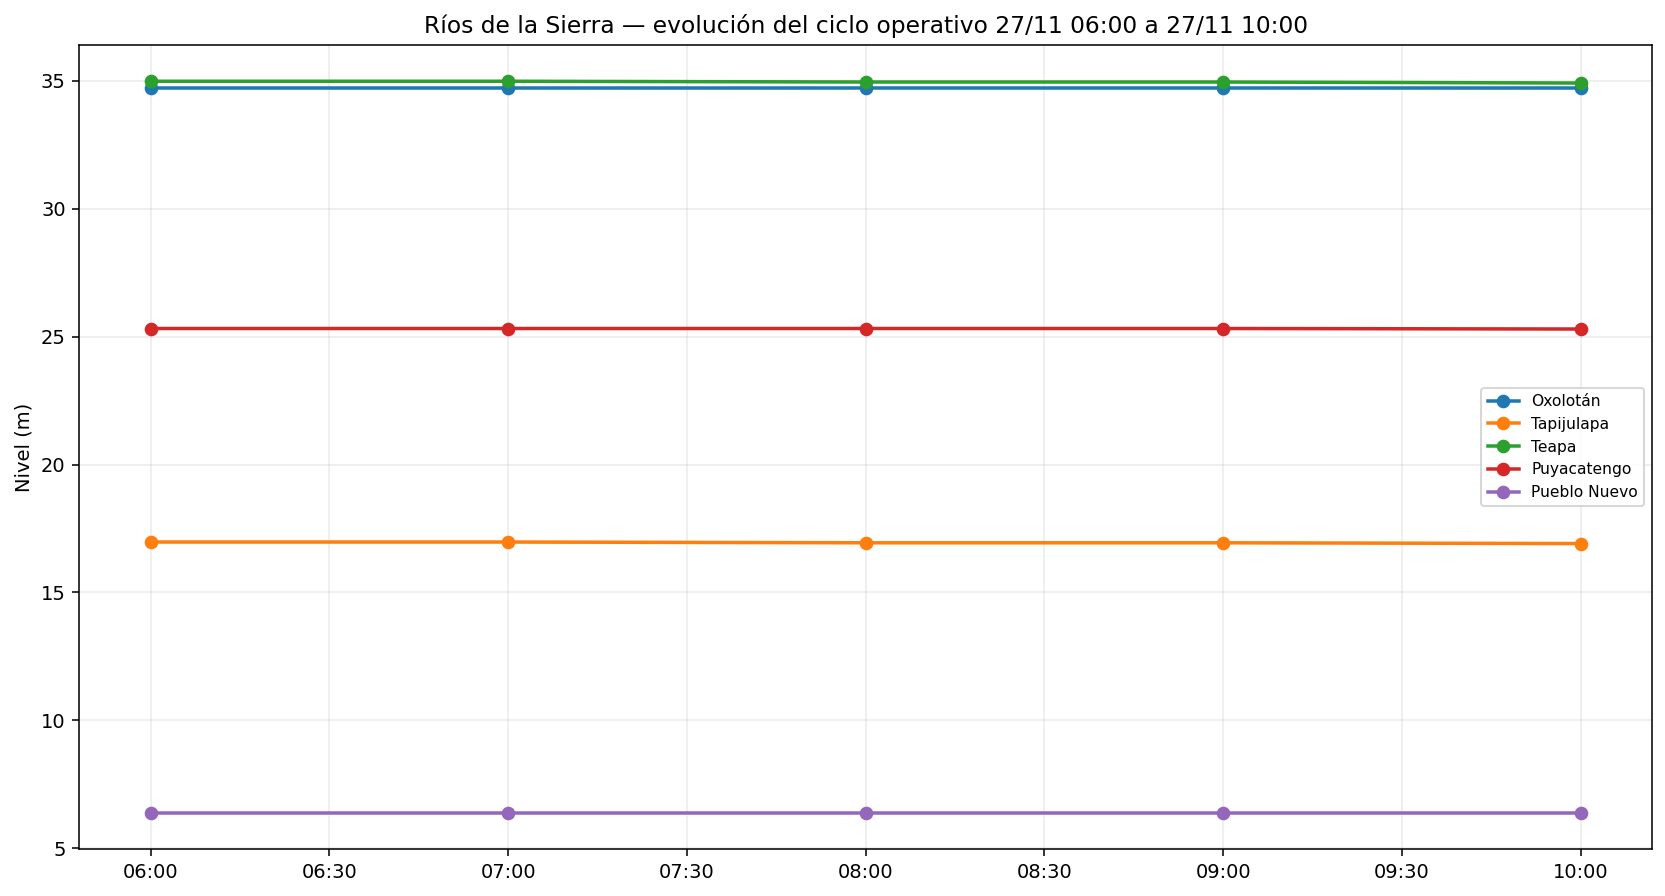 Ríos de la Sierra — evolución del ciclo operativo 27/11 06:00 a 27/11 10:00
Nivel (m)
35
30
25
20
15
10
5
Oxolotán
Tapijulapa
Teapa
Puyacatengo
Pueblo Nuevo
06:00 06:30 07:00 07:30 08:00 08:30 09:00 09:30 10:00